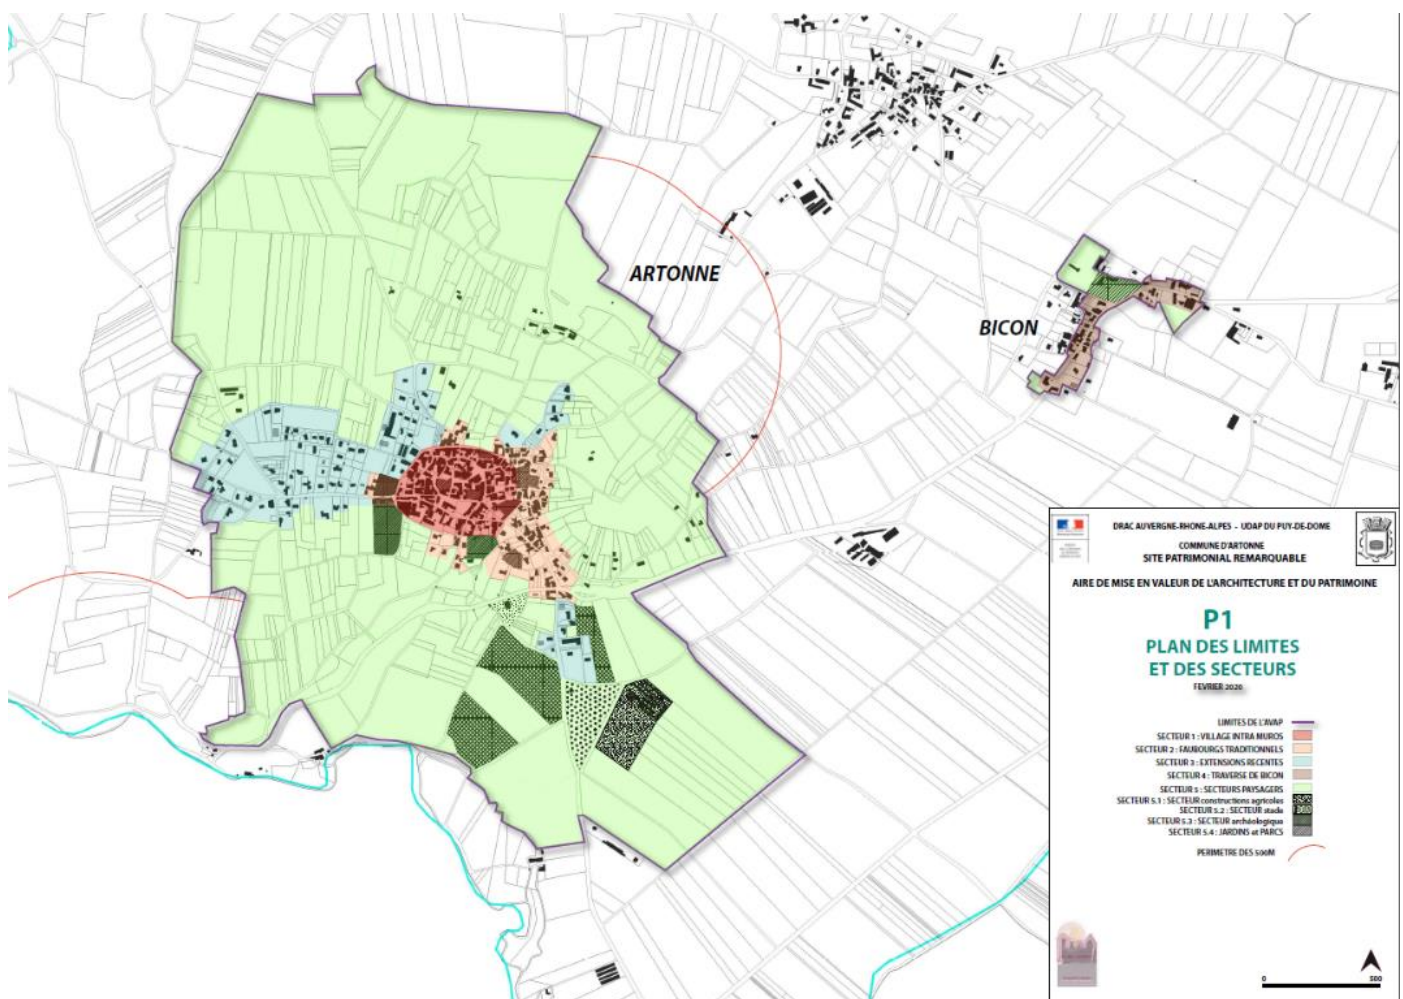 ARTONNE
BICON
DRAC AUVERGNE-RHONE-ALPES - UDAP DU PUY-DE-DOME
COMMUNE D'ARTONNE
SITE PATRIMONIAL REMARQUABLE
AIRE DE MISE EN VALEUR DE L'ARCHITECTURE ET DU PATRIMOINE
P1
PLAN DES LIMITES
ET DES SECTEURS
FEVRIER 2020
LIMITES DE L'AVAP
SECTEUR 1 : VILLAGE INTRA MUROS
SECTEUR 2 : FAUBOURGS TRADITIONNELS
SECTEUR 3 : EXTENSIONS RECENTES
SECTEUR 4 : TRAVERSE DE BICON
SECTEUR 5 : SECTEURS PAYSAGERS
SECTEUR 5.1 : SECTEUR constructions agricoles
SECTEUR 5.2 : SECTEUR stade
SECTEUR 5.3 : SECTEUR archéologique
SECTEUR 5.4 : JARDINS et PARCS
PERIMETRE DES 500M
0 500